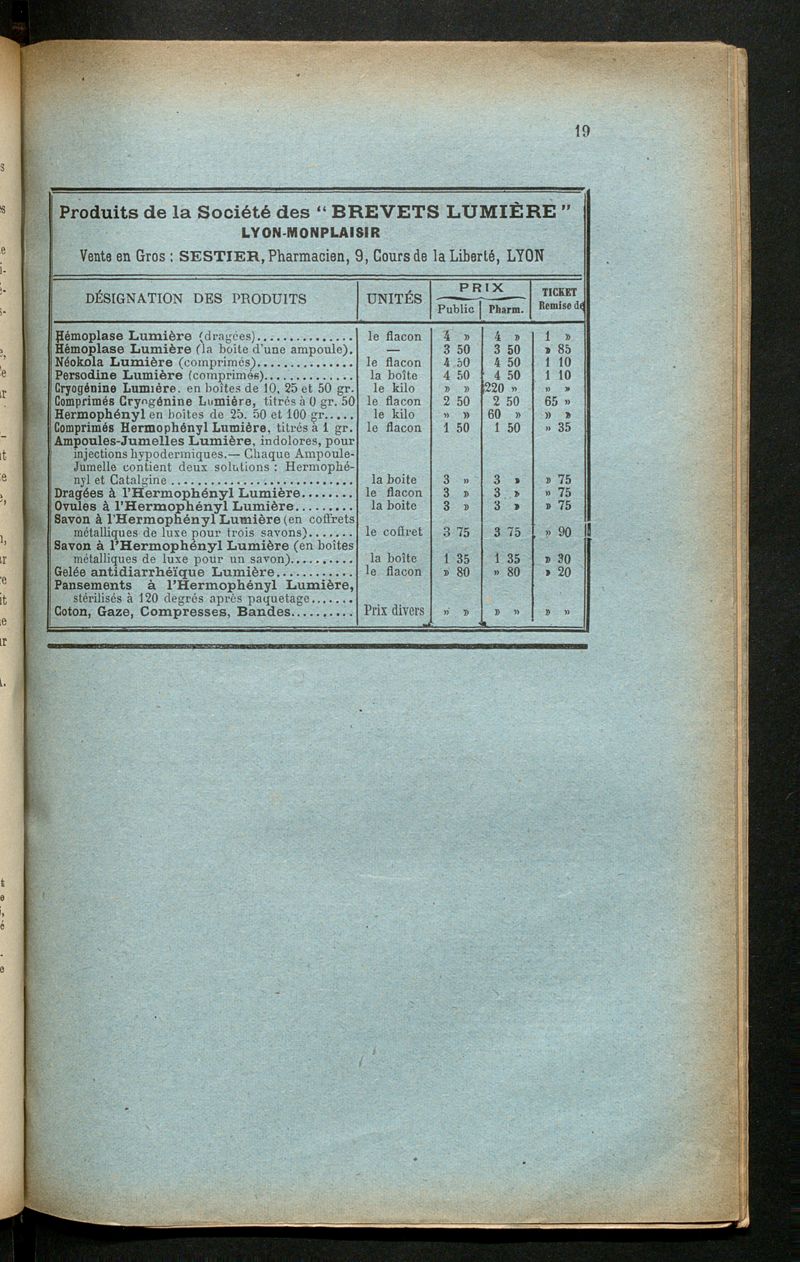 19
Produits de la Société des “ BREVETS LUMIÈRE ”
LYON-MONPLAISIR
Vente en Gros : SESTIER, Pharmacien, 9, Cours de la Liberté, LYON
DÉSIGNATION DES PRODUITS UNITÉS PRIX TICKET
Public Pharm. Remise de
Hémoplase Lumière (dragées)............... le flacon 4 » 4 » 1 »
Hémoplase Lumière (la boîte d'une ampoule). — 3 50 3 50 » 85
Néokola Lumière (comprimés)............... le flacon 4 50 4 50 1 10
Persodine Lumière (comprimés).............. la boîte 4 50 4 50 1 10
Cryogénine Lumière. en boîtes de 10, 25 et 50 gr. le kilo » » 220 » » »
Comprimés Cryogénine Lumière, titrés à 0 gr. 50 le flacon 2 50 2 50 65 »
Hermophényl en boîtes de 25. 50 et 100 gr..... le kilo » » 60 » » »
Comprimés Hermophényl Lumière, titrés à 1 gr. le flacon 1 50 1 50 » 35
Ampoules-Jumelles Lumière, indolores, pour
injections hypodermiques.— Chaque Ampoule-
Jumelle contient deux solutions : Hermophé-
nyl et Catalgine ........................... la boite 3 » 3 » » 75
Dragées à l'Hermophényl Lumière........ le flacon 3 » 3 » » 75
Ovules à l'Hermophényl Lumière......... la boite 3 » 3 » » 75
Savon à l'Hermophényl Lumière (en coffrets
métalliques de luxe pour trois savons)....... le coffret 3 75 3 75 » 90
Savon à l'Hermophényl Lumière (en boîtes
métalliques de luxe pour un savon).......... la boîte 1 35 1 35 » 30
Gelée antidiarrhéïque Lumière............ le flacon » 80 » 80 » 20
Pansements à l'Hermophényl Lumière,
stérilisés à 120 degrés après paquetage.......
Coton, Gaze, Compresses, Bandes.......... Prix divers » » » » » »